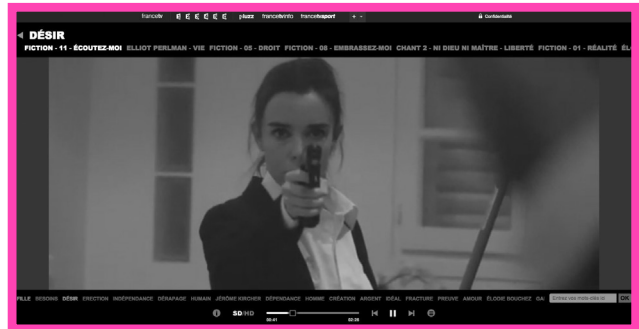 francetv pluzz francetvinfo francetvsport + Confidentialité
DÉSIR
FICTION - 11 - ÉCOUTEZ-MOI ELLIOT PERLMAN - VIE FICTION - 05 - DROIT FICTION - 08 - EMBRASSEZ-MOI CHANT 2 - NI DIEU NI MAÎTRE - LIBERTÉ FICTION - 01 - RÉALITÉ
FILLE BESOINS DÉSIR ERECTION INDÉPENDANCE DÉRAPAGE HUMAIN JÉRÔME KIRCHER DÉPENDANCE HOMME CRÉATION ARGENT IDÉAL FRACTURE PREUVE AMOUR ÉLODIE BOUCHEZ Entrez vos mots-clés ici OK
SD/HD
00:41 02:26